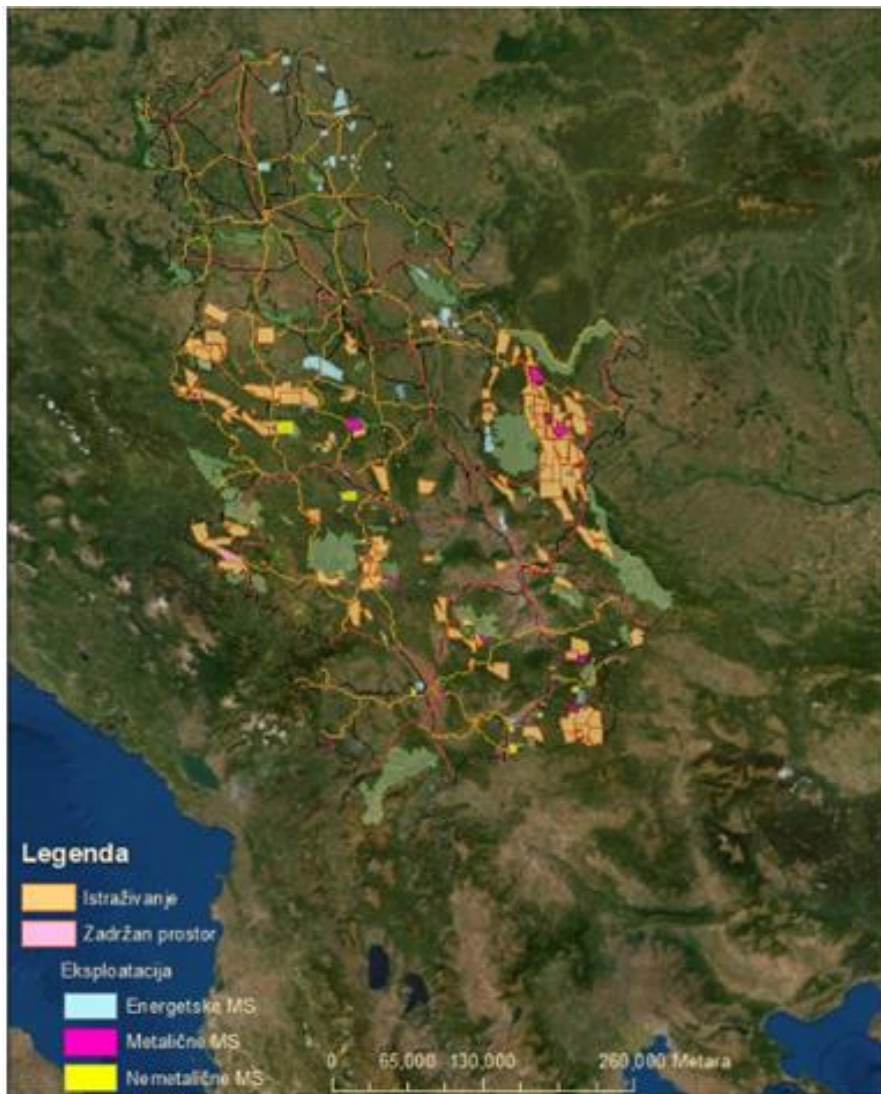 Legenda
Istraživanje
Zadržan prostor
Eksploatacija
Energetske MS
Metalične MS
Nemetalične MS
0 65,000 130,000 260,000 Metara